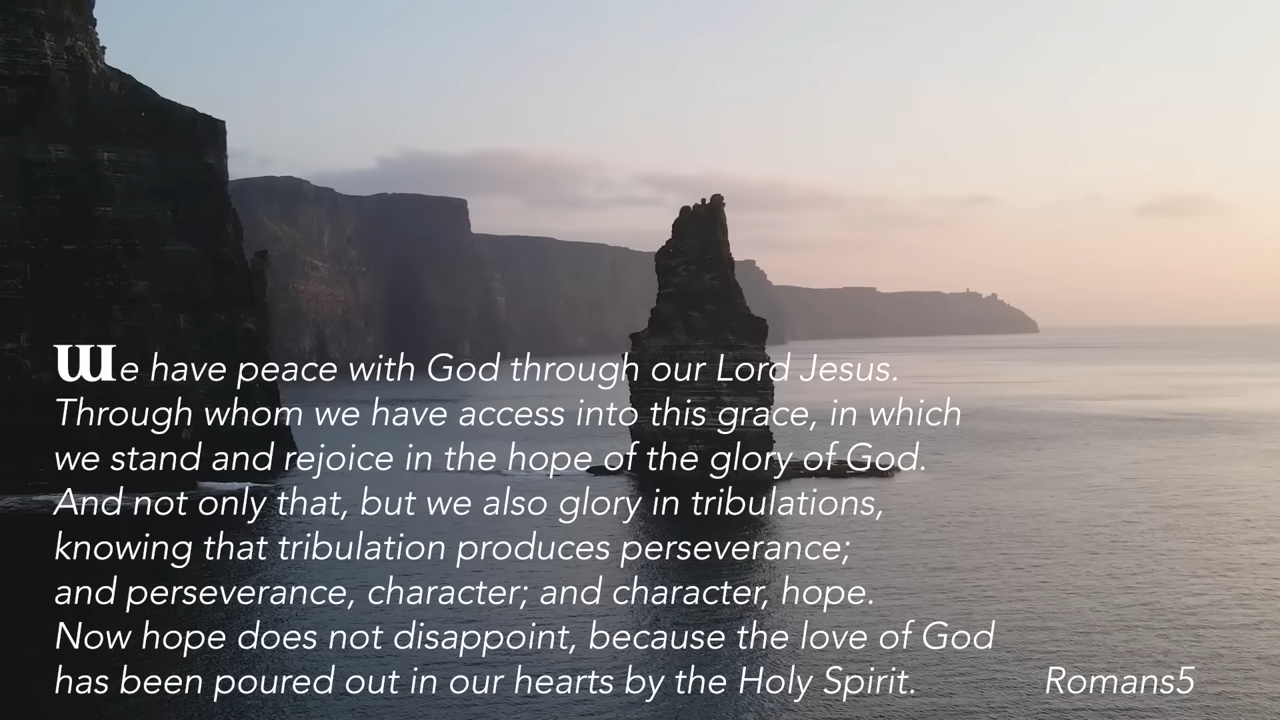 We have peace with God through our Lord Jesus.
Through whom we have access into this grace, in which
we stand and rejoice in the hope of the glory of God.
And not only that, but we also glory in tribulations,
knowing that tribulation produces perseverance;
and perseverance, character; and character, hope.
Now hope does not disappoint, because the love of God
has been poured out in our hearts by the Holy Spirit.
Romans5